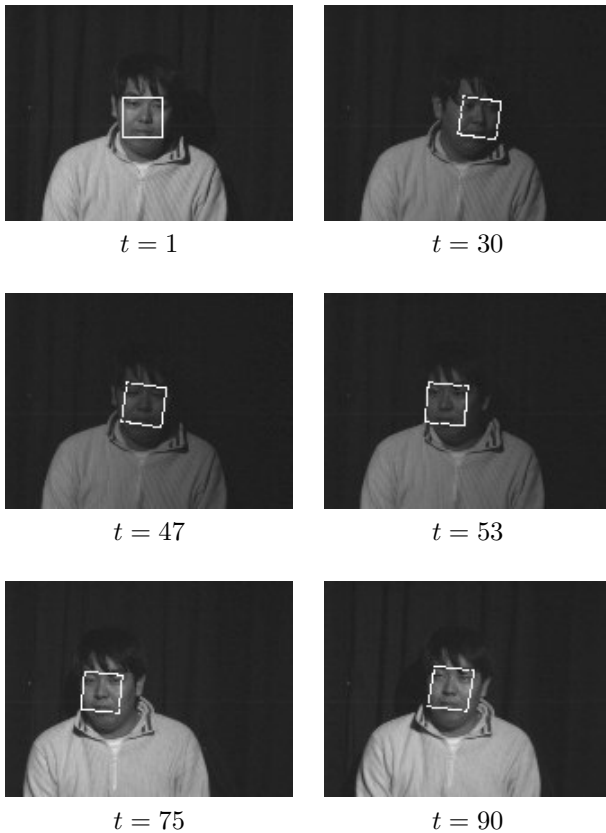 t = 1
t = 30
t = 47
t = 53
t = 75
t = 90